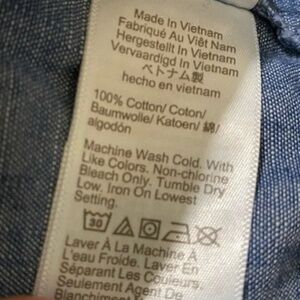 Made In Vietnam
Fabriqué Au Viêt Nam
Hergestellt In Vietnam
Vervaardigd In Vietnam
ベトナム製
hecho en vietnam
100% Cotton/ Coton/
Baumwolle/ Katoen/ 綿/
algodón
Machine Wash Cold. With
Like Colors. Non-chlorine
Bleach Only. Tumble Dry
Low. Iron On Lowest
Setting.
30
Laver À La Machine À
L'eau Froide. Laver En
Séparant Les Couleurs.
Seulement Agent De
Blanchiment